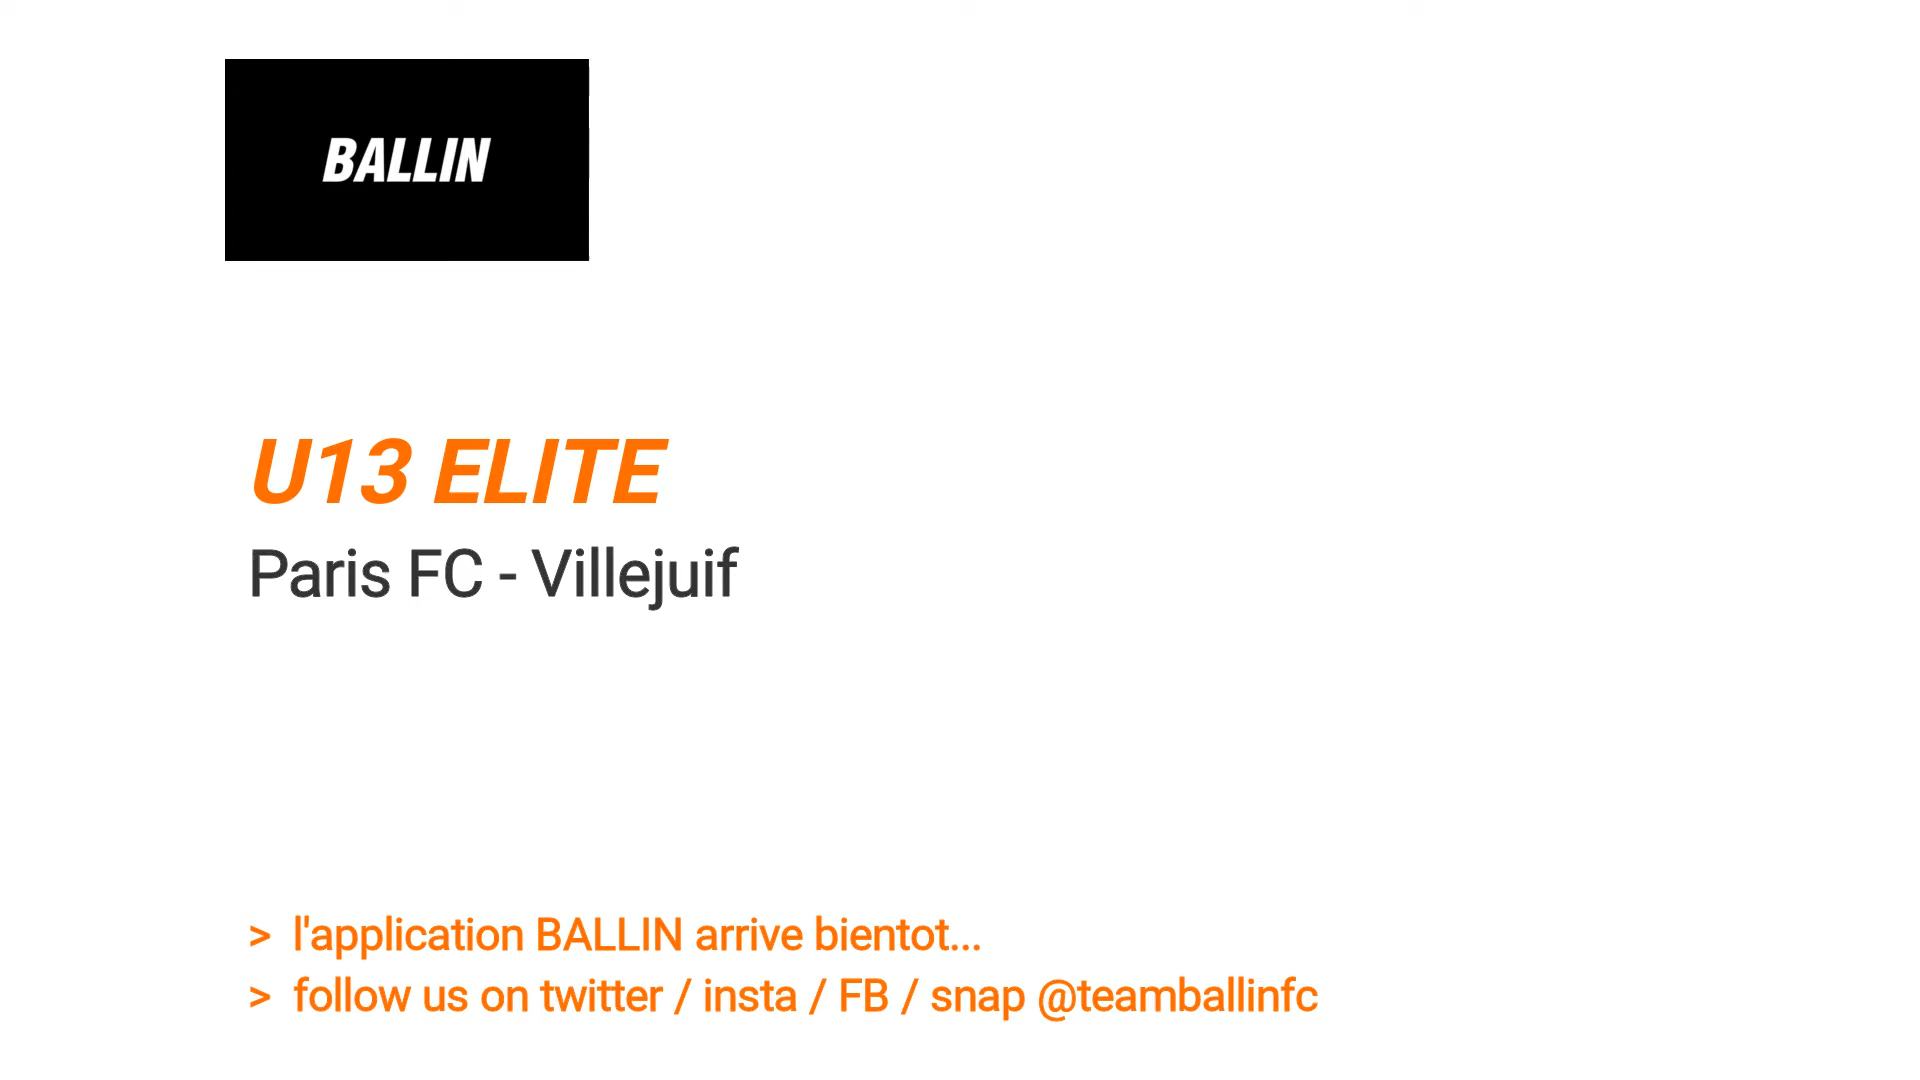 BALLIN
U13 ELITE
Paris FC - Villejuif
> l'application BALLIN arrive bientot...
> follow us on twitter / insta / FB / snap @teamballinfc